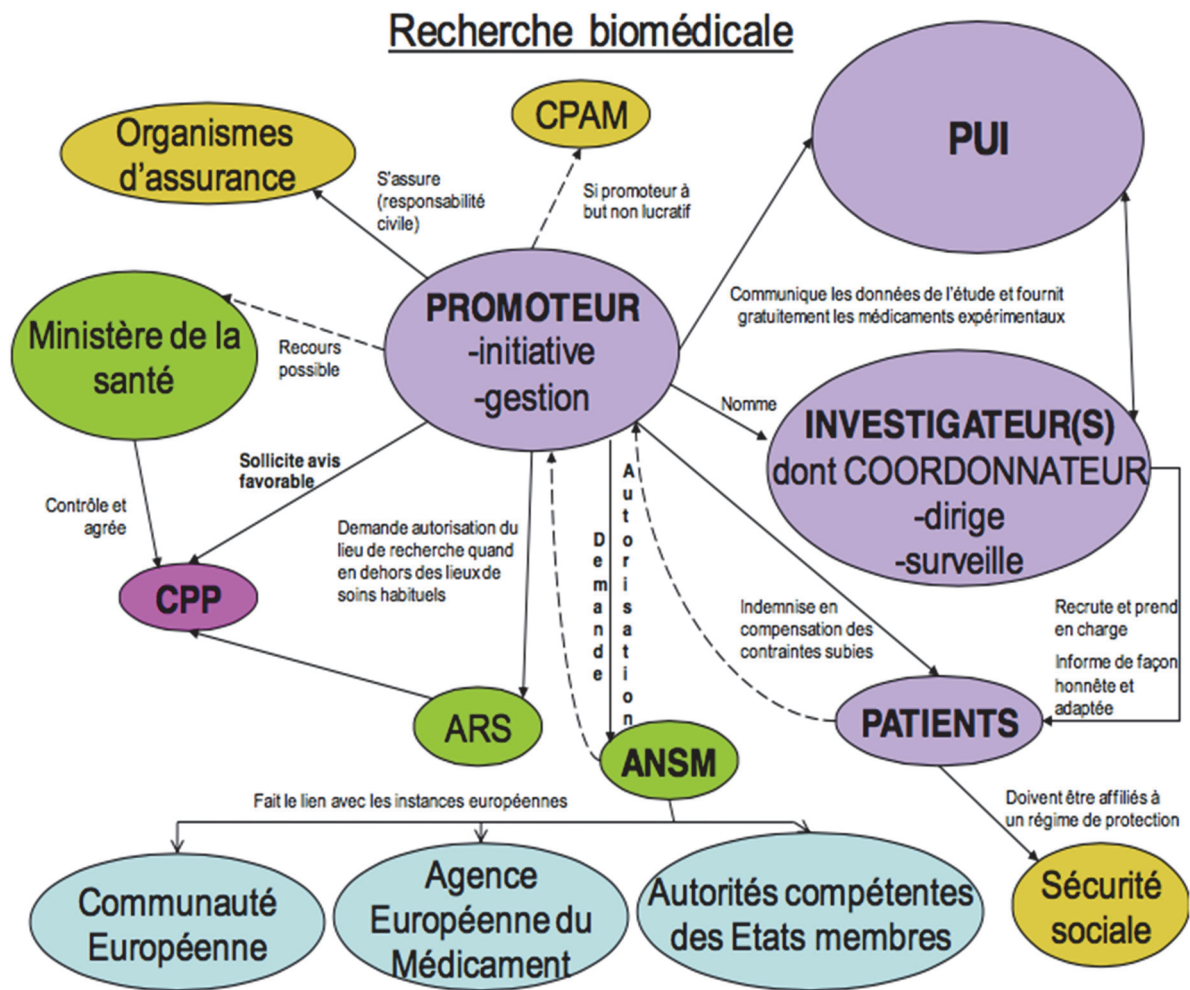 Recherche biomédicale
Organismes
d'assurance
CPAM
PUI
S'assure
(responsabilité
civile)
Si promoteur à
but non lucratif
Ministère de la
santé
Recours
possible
PROMOTEUR
-initiative
-gestion
Communique les données de l'étude et fournit
gratuitement les médicaments expérimentaux
Nomme
INVESTIGATEUR(S)
dont COORDONNATEUR
-dirige
-surveille
Contrôle et
agrée
Sollicite avis
favorable
Demande autorisation du
lieu de recherche quand
en dehors des lieux de
soins habituels
Demande
Autorisation
Indemnise en
compensation des
contraintes subies
Recrute et prend
en charge
Informe de façon
honnête et
adaptée
CPP
ARS
ANSM
PATIENTS
Fait le lien avec les instances européennes
Doivent être affiliés à
un régime de protection
Communauté
Européenne
Agence
Européenne du
Médicament
Autorités compétentes
des Etats membres
Sécurité
sociale